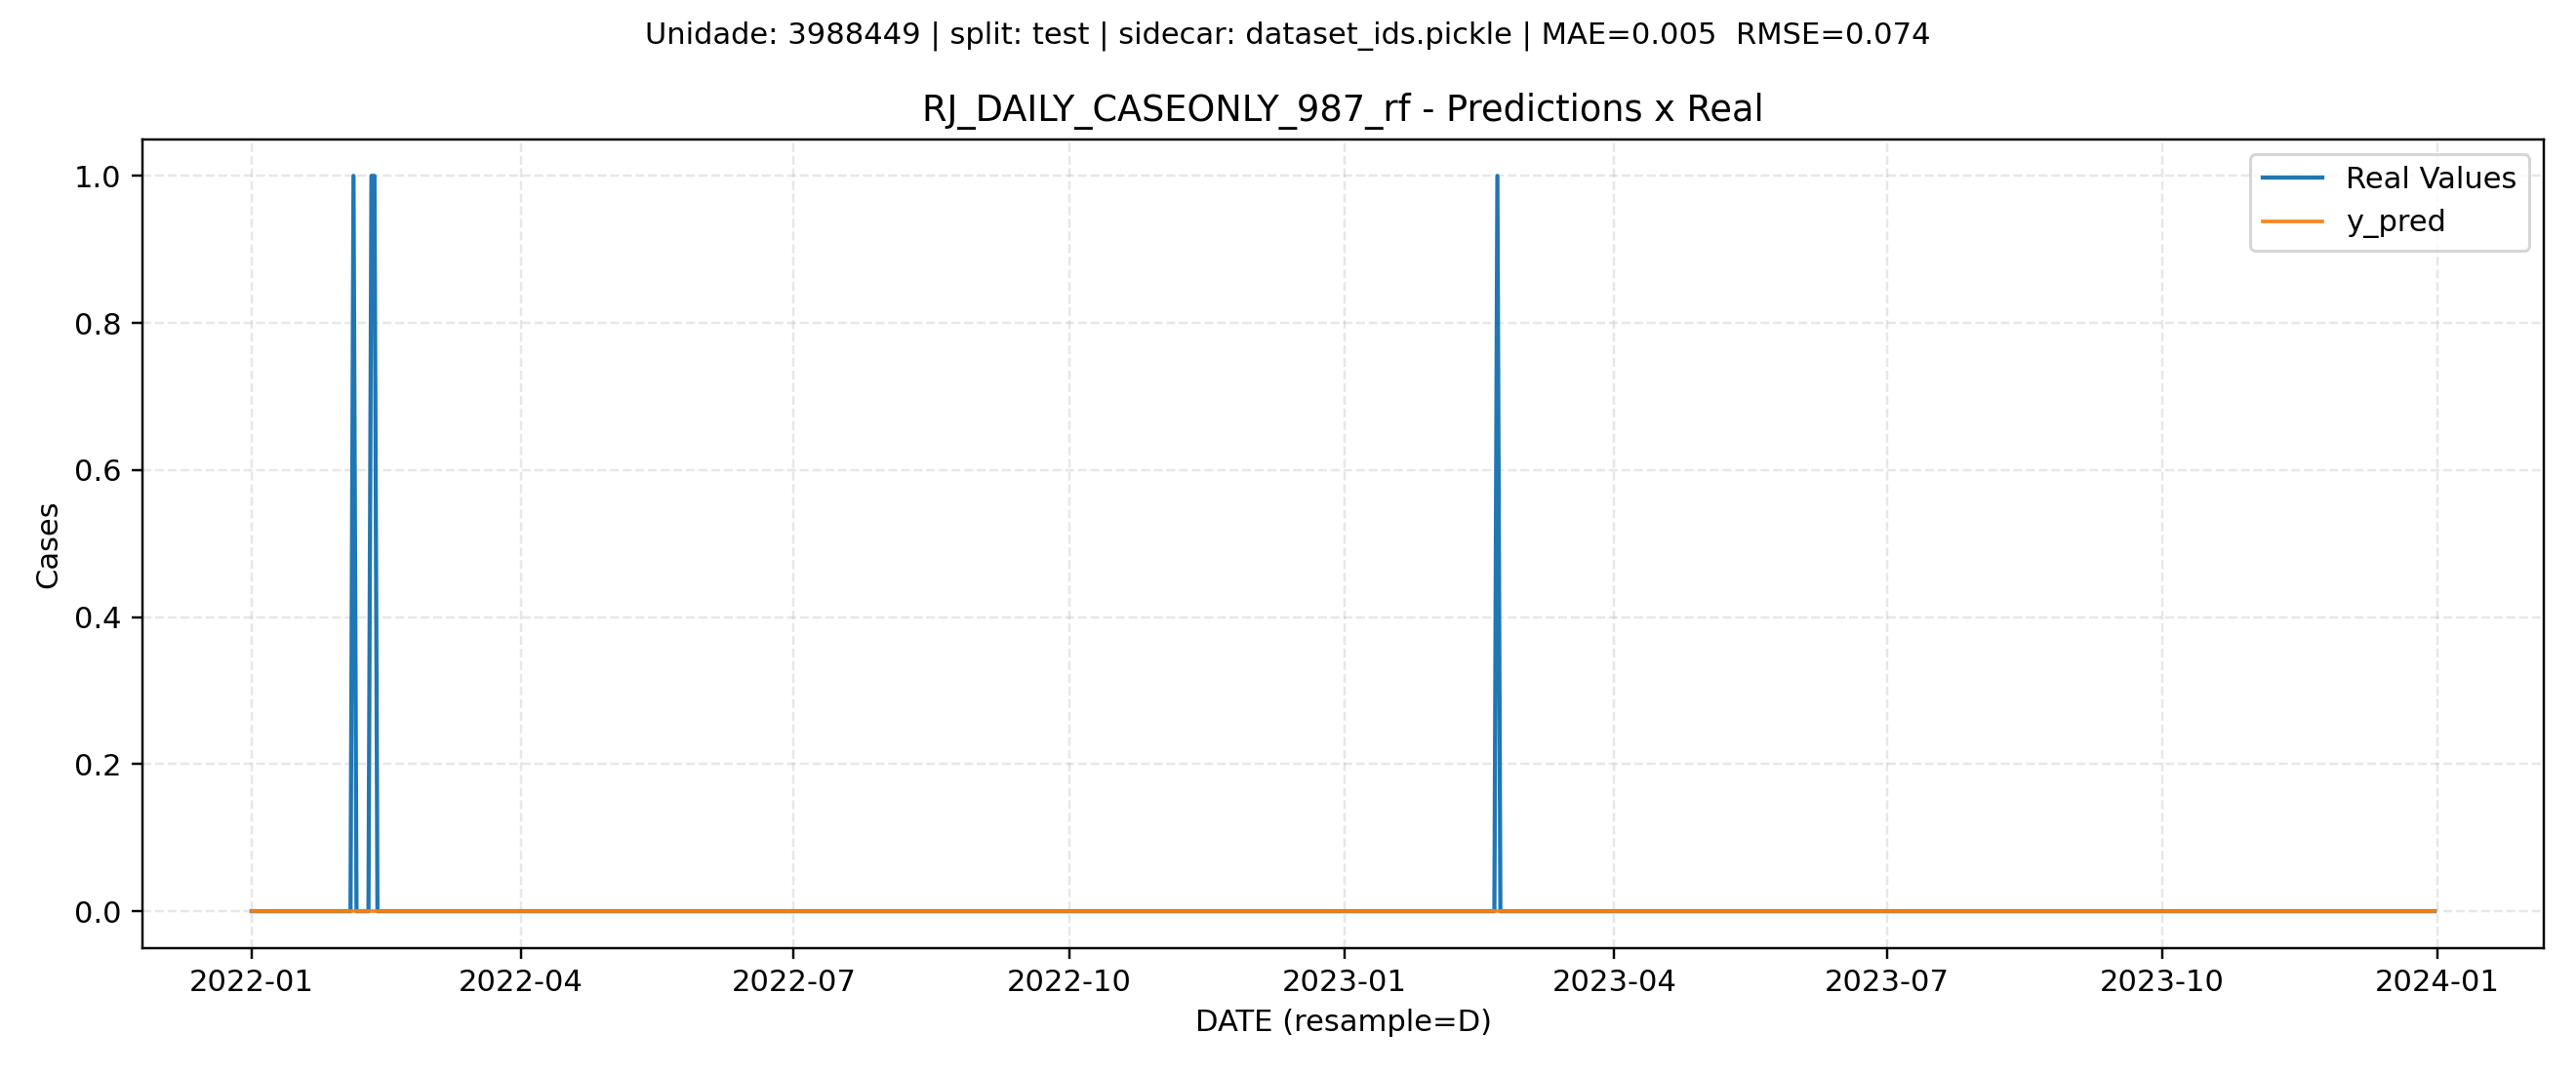 Unidade: 3988449 | split: test | sidecar: dataset_ids.pickle | MAE=0.005  RMSE=0.074
RJ_DAILY_CASEONLY_987_rf - Predictions x Real
Real Values
y_pred
1.0
0.8
0.6
0.4
0.2
0.0
Cases
2022-01 2022-04 2022-07 2022-10 2023-01 2023-04 2023-07 2023-10 2024-01
DATE (resample=D)